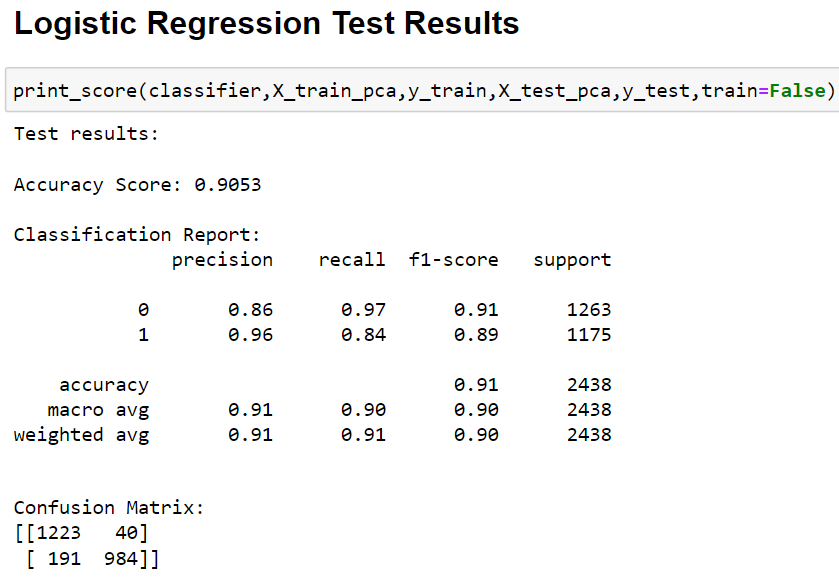 Logistic Regression Test Results
print_score(classifier,X_train_pca,y_train,X_test_pca,y_test,train=False)
Test results:
Accuracy Score: 0.9053
Classification Report:
precision recall f1-score support
0 0.86 0.97 0.91 1263
1 0.96 0.84 0.89 1175
accuracy 0.91 2438
macro avg 0.91 0.90 0.90 2438
weighted avg 0.91 0.91 0.90 2438
Confusion Matrix:
[[1223 40]
[ 191 984]]